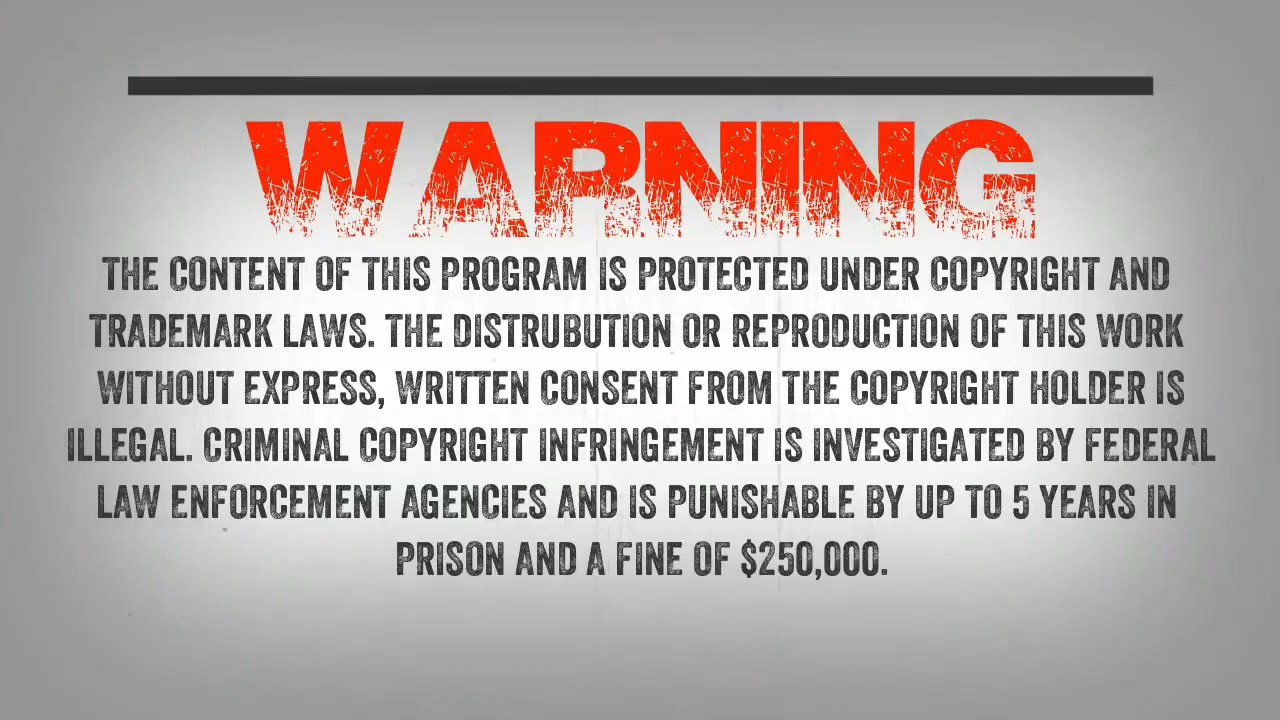 WARNING
THE CONTENT OF THIS PROGRAM IS PROTECTED UNDER COPYRIGHT AND
TRADEMARK LAWS. THE DISTRUBUTION OR REPRODUCTION OF THIS WORK
WITHOUT EXPRESS, WRITTEN CONSENT FROM THE COPYRIGHT HOLDER IS
ILLEGAL. CRIMINAL COPYRIGHT INFRINGEMENT IS INVESTIGATED BY FEDERAL
LAW ENFORCEMENT AGENCIES AND IS PUNISHABLE BY UP TO 5 YEARS IN
PRISON AND A FINE OF $250,000.